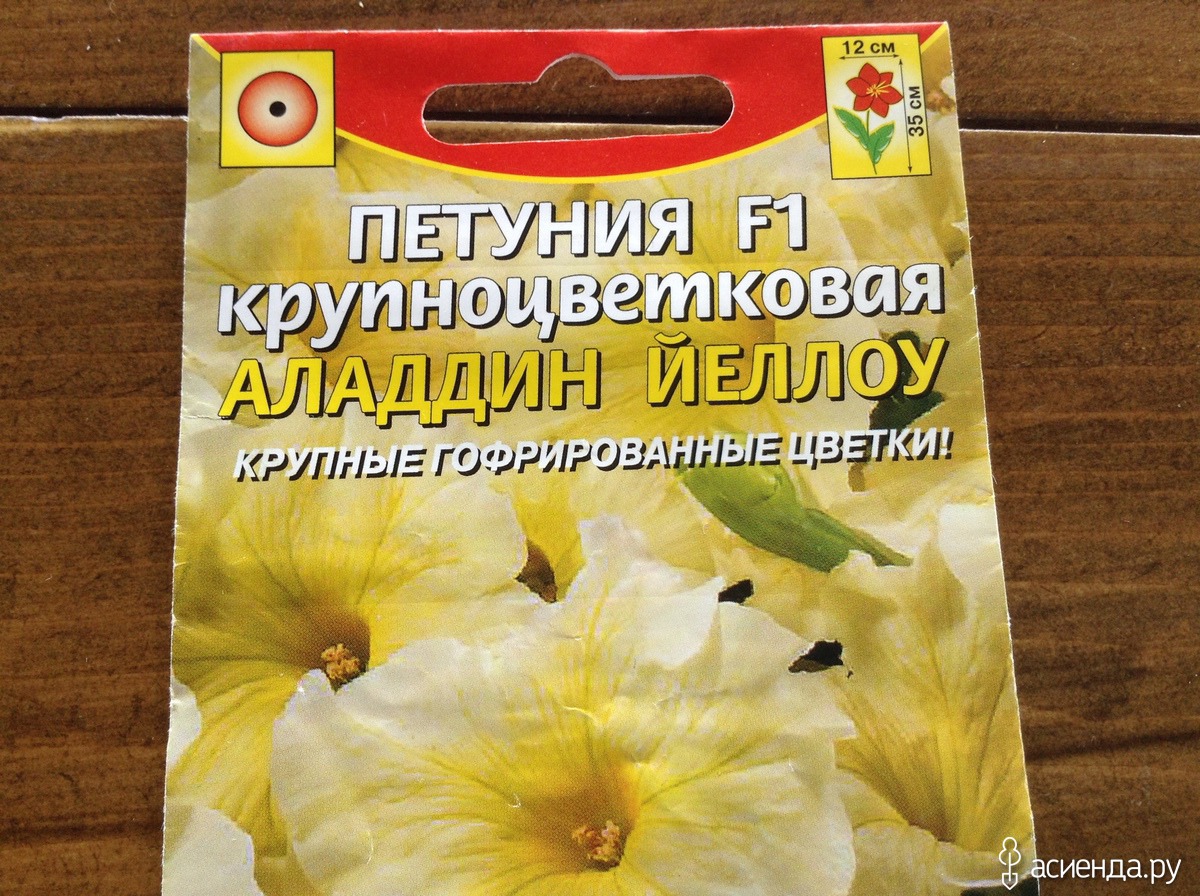 12 см
35 см
ПЕТУНИЯ F1
крупноцветковая
АЛАДДИН ЙЕЛЛОУ
КРУПНЫЕ ГОФРИРОВАННЫЕ ЦВЕТКИ!
асиенда.ру